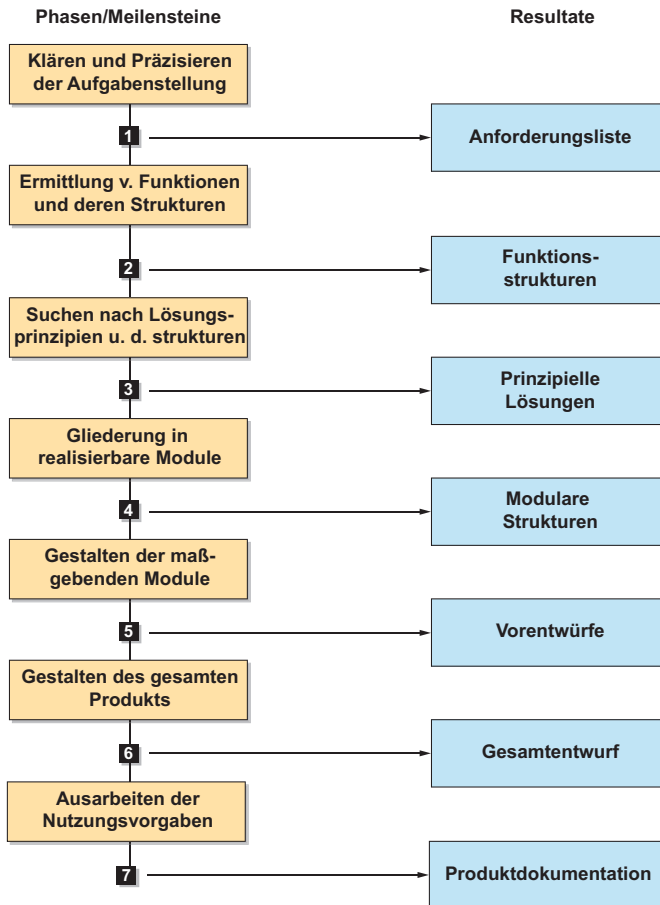 Phasen/Meilensteine
Resultate
Klären und Präzisieren
der Aufgabenstellung
1
Anforderungsliste
Ermittlung v. Funktionen
und deren Strukturen
2
Funktions-
strukturen
Suchen nach Lösungs-
prinzipien u. d. strukturen
3
Prinzipielle
Lösungen
Gliederung in
realisierbare Module
4
Modulare
Strukturen
Gestalten der maß-
gebenden Module
5
Vorentwürfe
Gestalten des gesamten
Produkts
6
Gesamtentwurf
Ausarbeiten der
Nutzungsvorgaben
7
Produktdokumentation